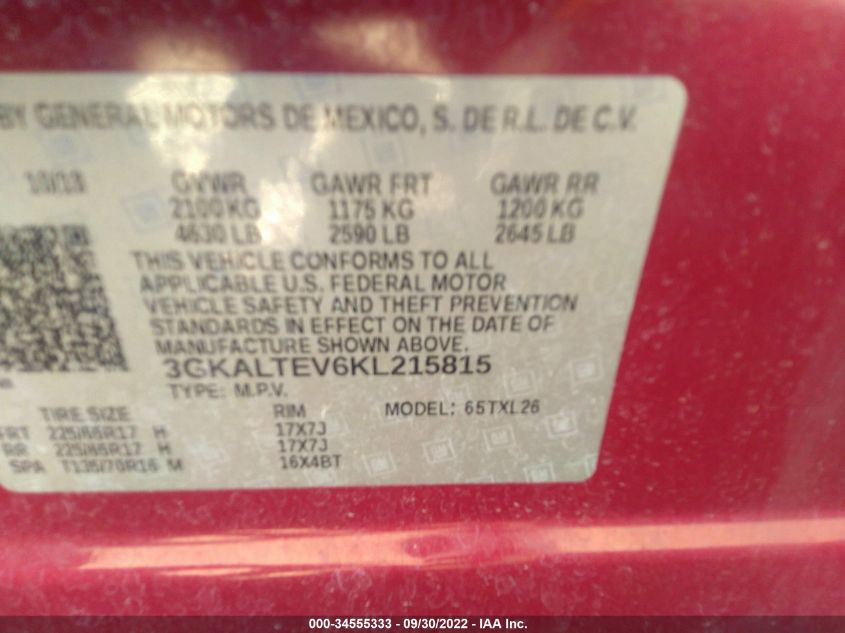 BY GENERAL MOTORS DE MEXICO, S. DE R.L. DE C.V.
10/18 GVWR GAWR FRT GAWR RR
2100 KG 1175 KG 1200 KG
4630 LB 2590 LB 2645 LB
THIS VEHICLE CONFORMS TO ALL
APPLICABLE U.S. FEDERAL MOTOR
VEHICLE SAFETY AND THEFT PREVENTION
STANDARDS IN EFFECT ON THE DATE OF
MANUFACTURE SHOWN ABOVE.
3GKALTEV6KL215815
TYPE: M.P.V.
TIRE SIZE RIM MODEL: 65TXL26
FRT 225/65R17 H 17X7J
RR 225/65R17 H 17X7J
SPA T135/70R16 M 16X4BT
000-34555333 - 09/30/2022 - IAA Inc.